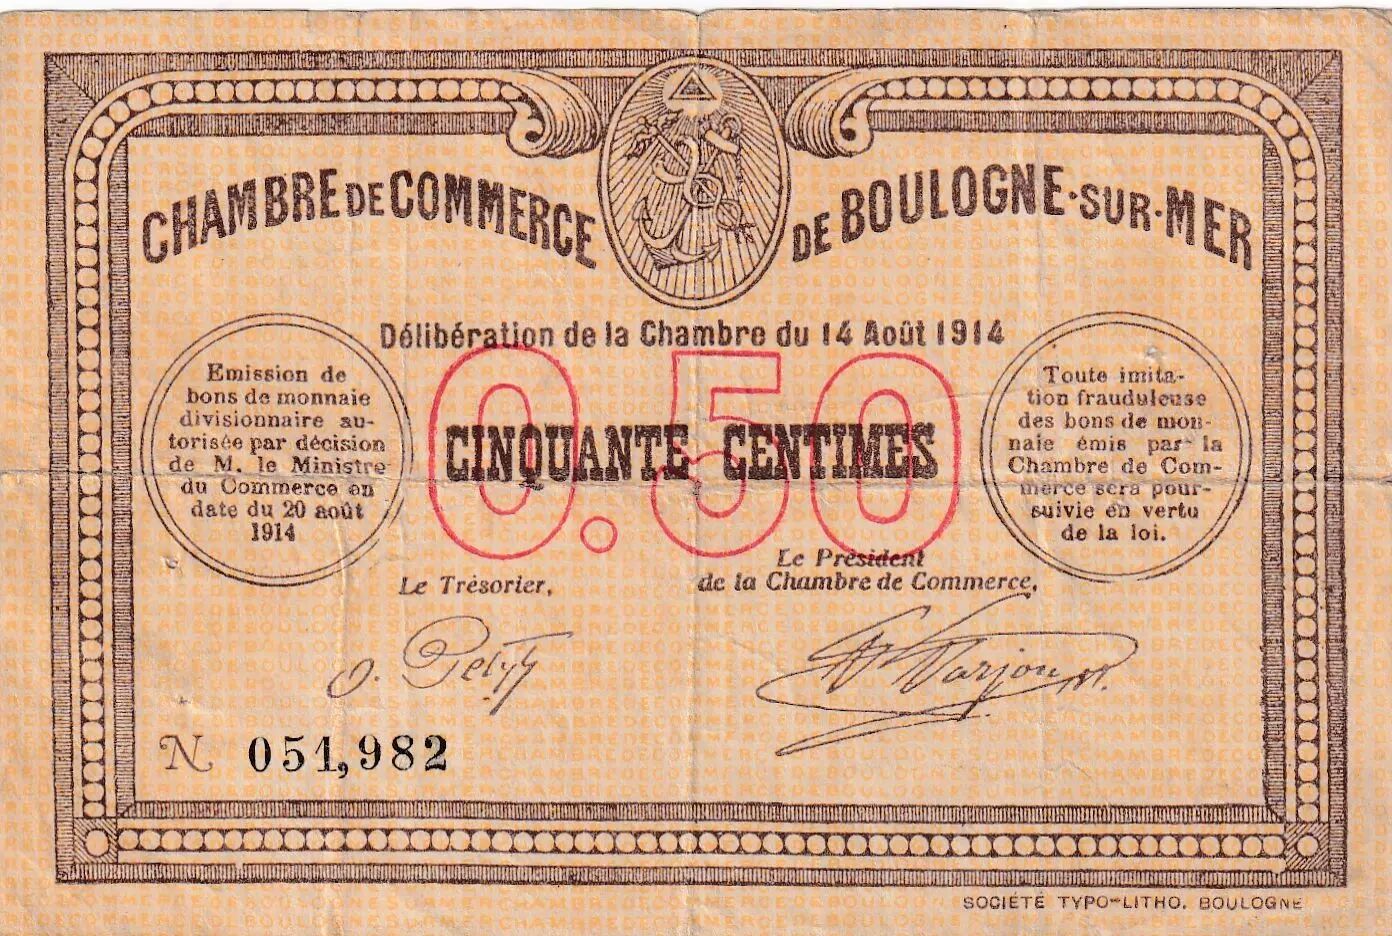 CHAMBRE DE COMMERCE DE BOULOGNE-SUR-MER
Délibération de la Chambre du 14 Août 1914
Emission de
bons de monnaie
divisionnaire au-
torisée par décision
de M. le Ministre
du Commerce en
date du 20 août
1914
0.50
CINQUANTE CENTIMES
Toute imita-
tion frauduleuse
des bons de mon-
naie émis par la
Chambre de Com-
merce sera pour-
suivie en vertu
de la loi.
Le Trésorier,
Le Président
de la Chambre de Commerce,
N 051,982
SOCIÉTÉ TYPO-LITHO. BOULOGNE